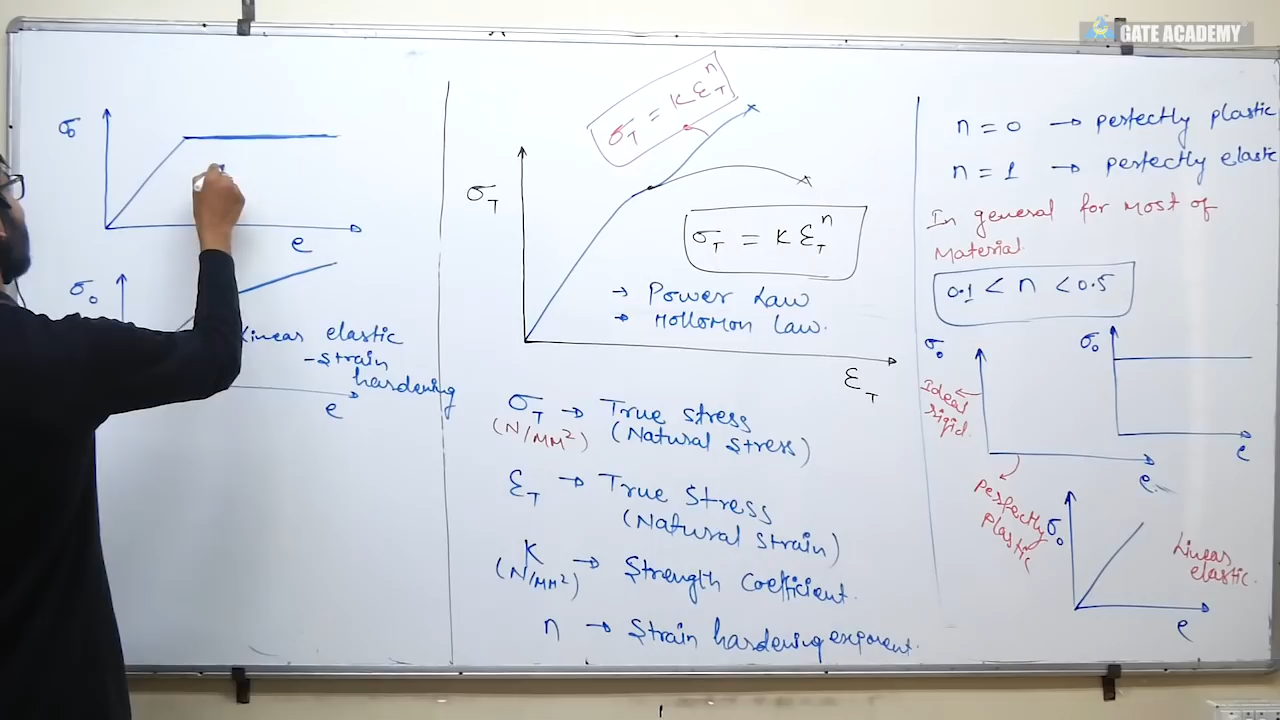 GATE ACADEMY
σ₀
e
σ₀
Linear elastic
- Strain
hardening
e
σ_T = K ε_T^n
σ_T
σ_T = K ε_T^n
→ Power Law
→ Hollomon law.
ε_T
σ_T → True stress
(N/MM²) (Natural stress)
ε_T → True Stress
(Natural strain)
K → Strength coefficient.
(N/MM²)
n → Strain hardening exponent.
n = 0 → perfectly plastic
n = 1 → perfectly elastic
In general for most of
Material.
0.1 < n < 0.5
σ₀
Ideal
rigid.
e
Perfectly
plastic
σ₀
e
σ₀
Linear
elastic.
e